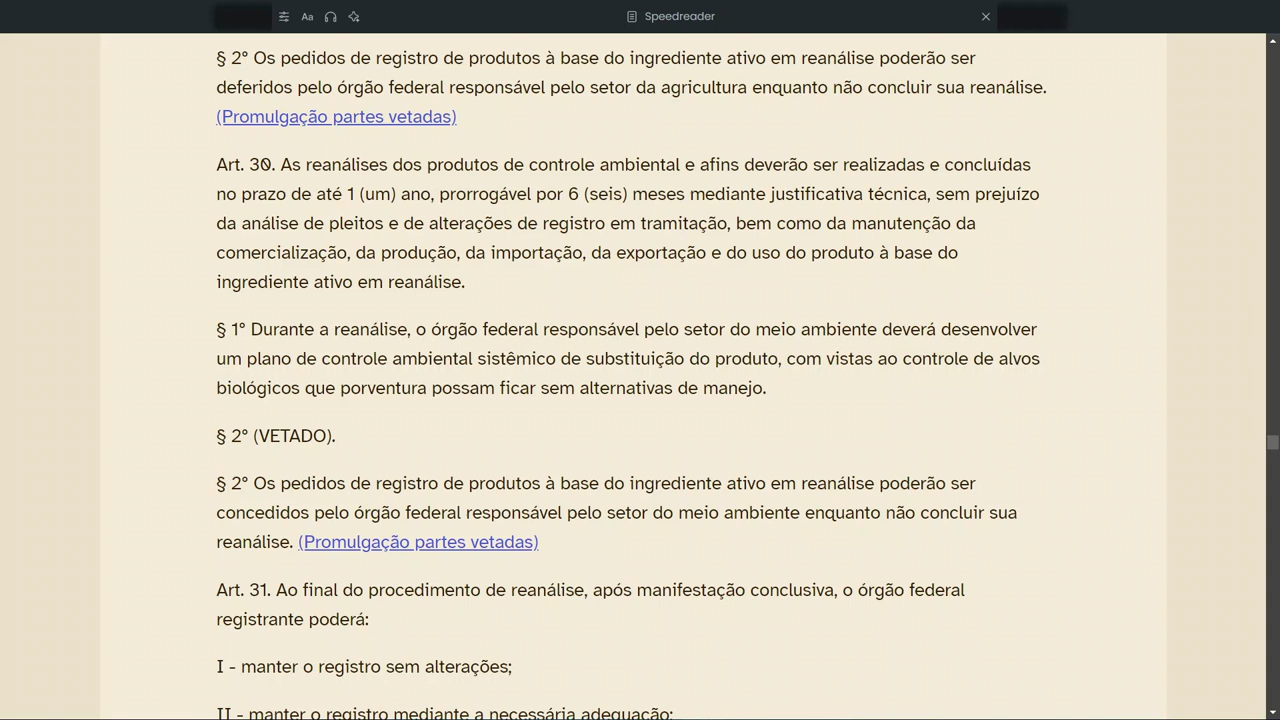 Aa
Speedreader
§ 2º Os pedidos de registro de produtos à base do ingrediente ativo em reanálise poderão ser
deferidos pelo órgão federal responsável pelo setor da agricultura enquanto não concluir sua reanálise.
(Promulgação partes vetadas)
Art. 30. As reanálises dos produtos de controle ambiental e afins deverão ser realizadas e concluídas
no prazo de até 1 (um) ano, prorrogável por 6 (seis) meses mediante justificativa técnica, sem prejuízo
da análise de pleitos e de alterações de registro em tramitação, bem como da manutenção da
comercialização, da produção, da importação, da exportação e do uso do produto à base do
ingrediente ativo em reanálise.
§ 1º Durante a reanálise, o órgão federal responsável pelo setor do meio ambiente deverá desenvolver
um plano de controle ambiental sistêmico de substituição do produto, com vistas ao controle de alvos
biológicos que porventura possam ficar sem alternativas de manejo.
§ 2º (VETADO).
§ 2º Os pedidos de registro de produtos à base do ingrediente ativo em reanálise poderão ser
concedidos pelo órgão federal responsável pelo setor do meio ambiente enquanto não concluir sua
reanálise. (Promulgação partes vetadas)
Art. 31. Ao final do procedimento de reanálise, após manifestação conclusiva, o órgão federal
registrante poderá:
I - manter o registro sem alterações;
II - manter o registro mediante a necessária adequação;